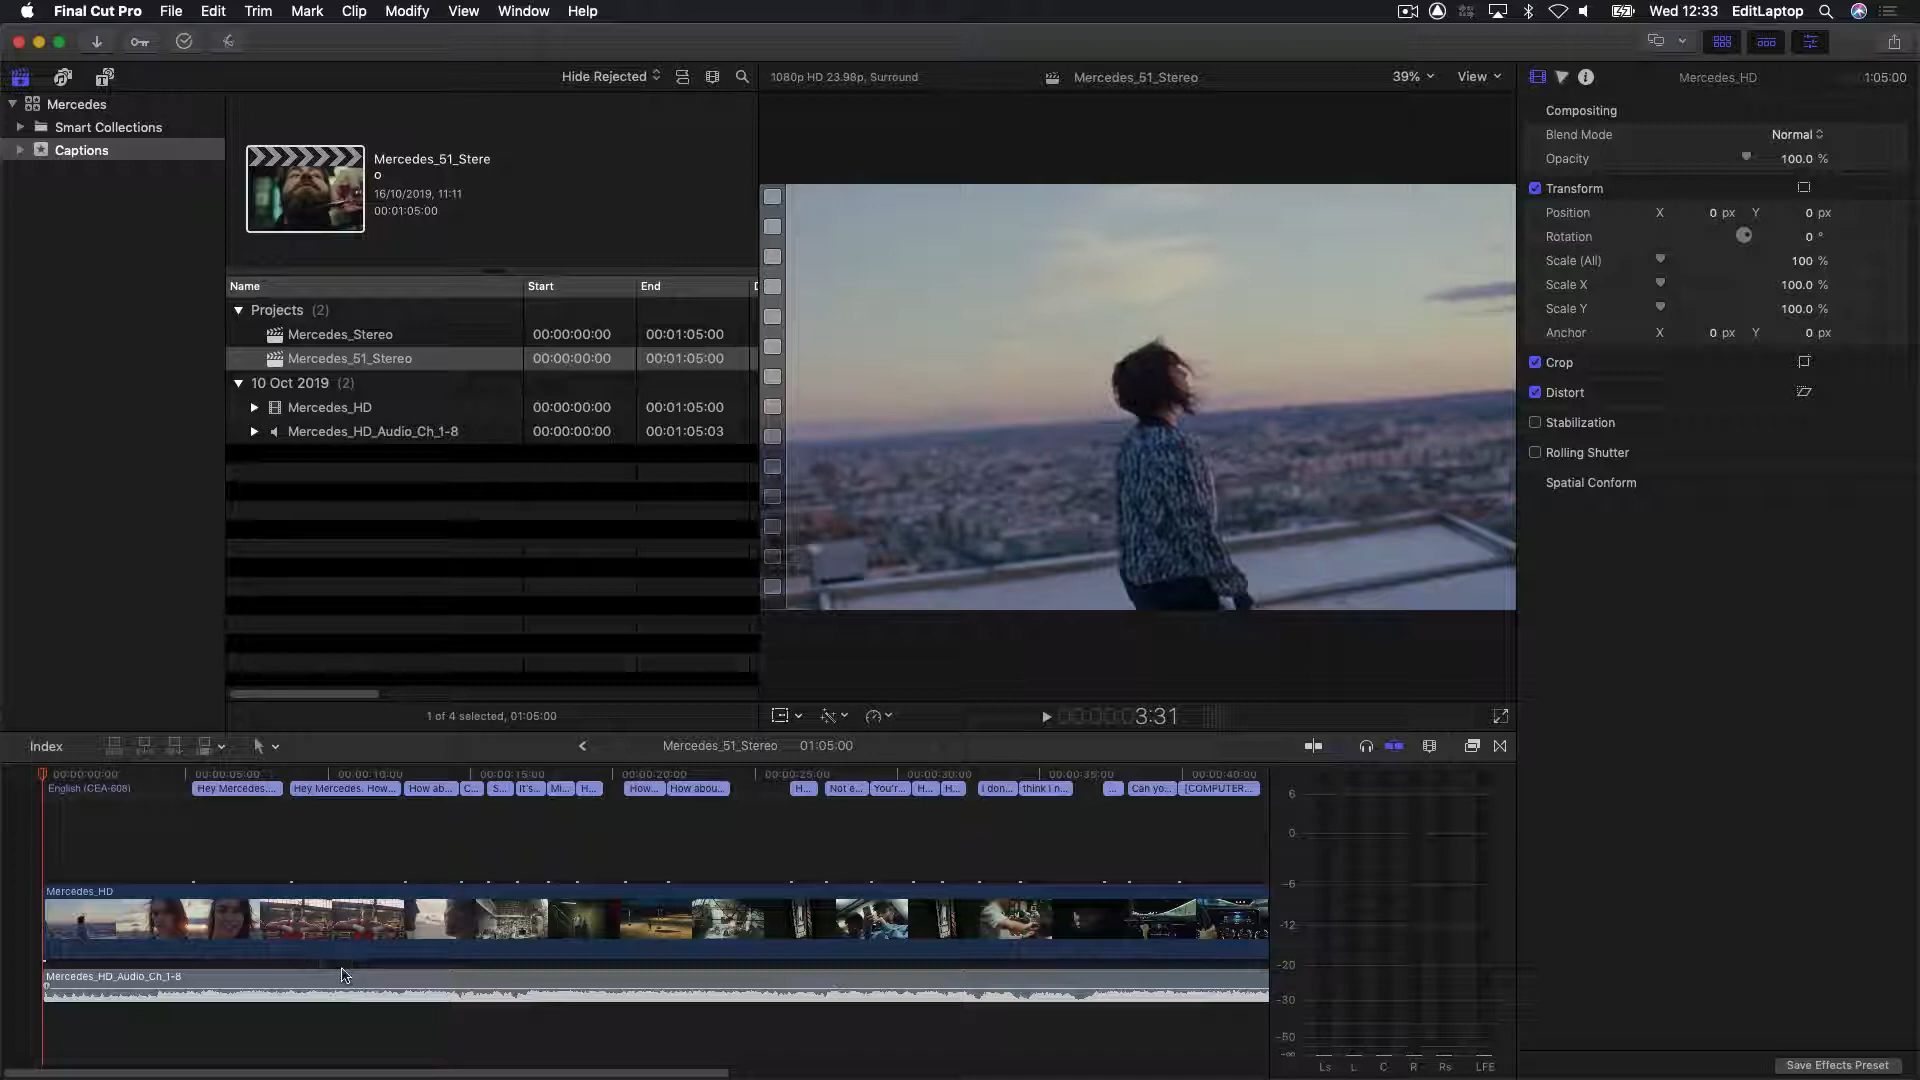 Final Cut Pro File Edit Trim Mark Clip Modify View Window Help Wed 12:33 EditLaptop
Hide Rejected 1080p HD 23.98p, Surround Mercedes_51_Stereo 39% View Mercedes_HD 1:05:00
Mercedes
Smart Collections
Captions
Mercedes_51_Stere
o
16/10/2019, 11:11
00:01:05:00
Name Start End
Projects (2)
Mercedes_Stereo 00:00:00:00 00:01:05:00
Mercedes_51_Stereo 00:00:00:00 00:01:05:00
10 Oct 2019 (2)
Mercedes_HD 00:00:00:00 00:01:05:00
Mercedes_HD_Audio_Ch_1-8 00:00:00:00 00:01:05:03
1 of 4 selected, 01:05:00
3:31
Compositing
Blend Mode Normal
Opacity 100.0 %
Transform
Position X 0 px Y 0 px
Rotation 0 °
Scale (All) 100 %
Scale X 100.0 %
Scale Y 100.0 %
Anchor X 0 px Y 0 px
Crop
Distort
Stabilization
Rolling Shutter
Spatial Conform
Index Mercedes_51_Stereo 01:05:00
00:00:00:00 00:00:05:00 00:00:10:00 00:00:15:00 00:00:20:00 00:00:25:00 00:00:30:00 00:00:35:00 00:00:40:00
English (CEA-608) Hey Mercedes.... Hey Mercedes. How... How ab... C... S... It's... Mi... H... How... How abou... H... Not e... You'r... H... H... I don... think I n... ... Can yo... [COMPUTER...
Mercedes_HD
Mercedes_HD_Audio_Ch_1-8
6
0
-6
-12
-20
-30
-50
-∞
Ls L C R Rs LFE
Save Effects Preset